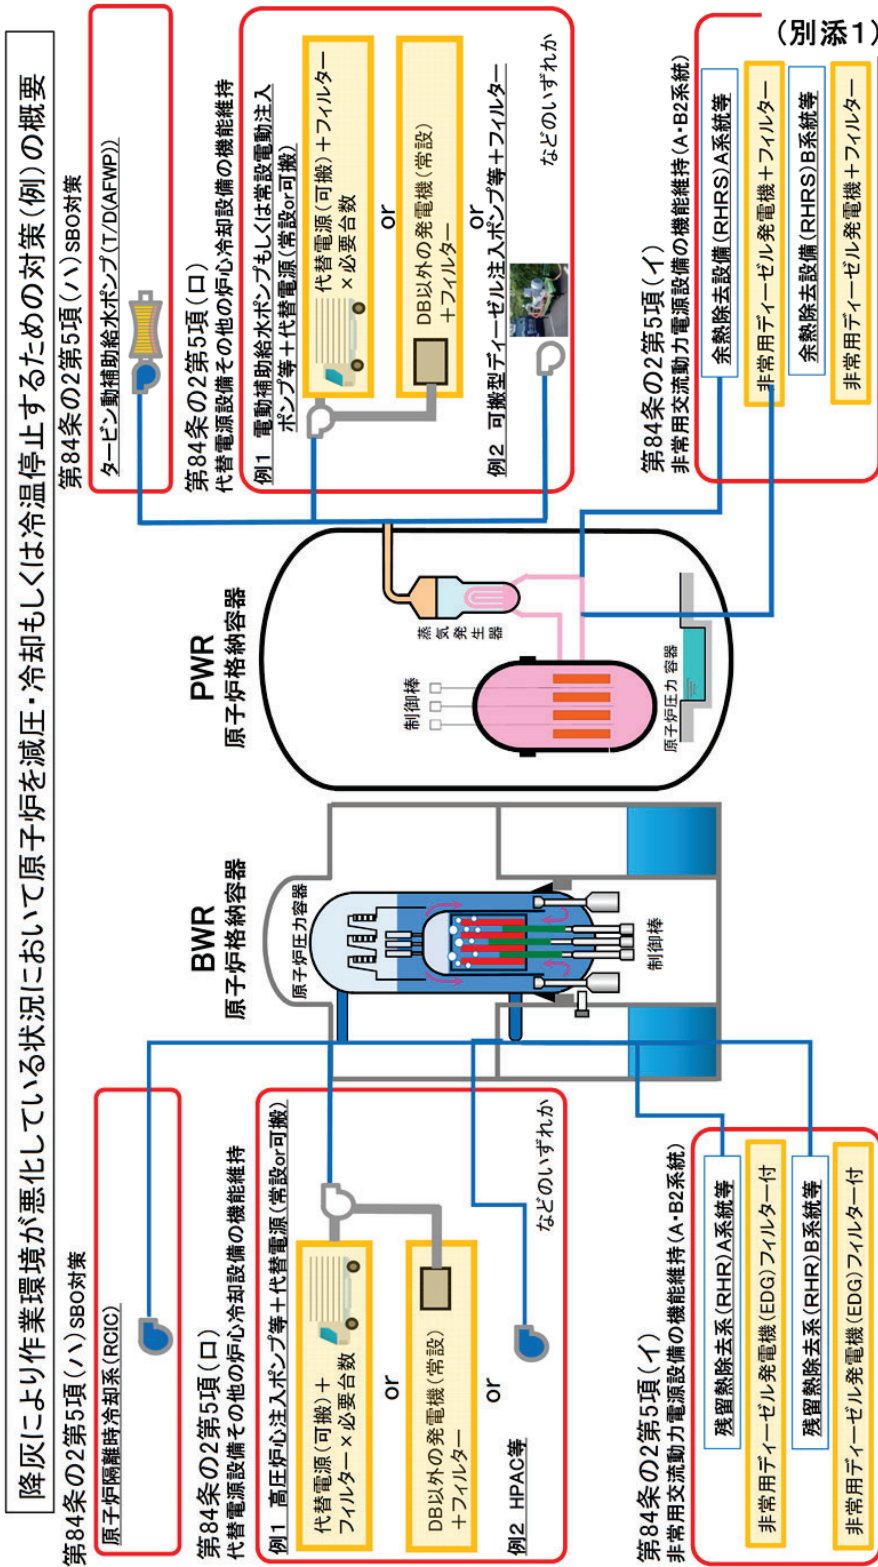 (別添1)
降灰により作業環境が悪化している状況において原子炉を減圧・冷却もしくは冷温停止するための対策(例)の概要
第84条の2第5項(ハ)SBO対策
原子炉隔離時冷却系(RCIC)
第84条の2第5項(ロ)
代替電源設備その他の炉心冷却設備の機能維持
例1 高圧炉心注入ポンプ等+代替電源(常設or可搬)
代替電源(可搬)+
フィルター×必要台数
or
DB以外の発電機(常設)
+フィルター
or
例2 HPAC等
などのいずれか
第84条の2第5項(イ)
非常用交流動力電源設備の機能維持(A・B2系統)
残留熱除去系(RHR)A系統等
非常用ディーゼル発電機(EDG)フィルター付
残留熱除去系(RHR)B系統等
非常用ディーゼル発電機(EDG)フィルター付
BWR
原子炉格納容器
原子炉圧力容器
制御棒
PWR
原子炉格納容器
制御棒
蒸気発生器
原子炉圧力容器
第84条の2第5項(ハ)SBO対策
タービン動補助給水ポンプ(T/D(AFWP))
第84条の2第5項(ロ)
代替電源設備その他の炉心冷却設備の機能維持
例1 電動補助給水ポンプもしくは常設電動注入
ポンプ等+代替電源(常設or可搬)
代替電源(可搬)+フィルター
×必要台数
or
DB以外の発電機(常設)
+フィルター
or
例2 可搬型ディーゼル注入ポンプ等+フィルター
などのいずれか
第84条の2第5項(イ)
非常用交流動力電源設備の機能維持(A・B2系統)
余熱除去設備(RHRS)A系統等
非常用ディーゼル発電機+フィルター
余熱除去設備(RHRS)B系統等
非常用ディーゼル発電機+フィルター